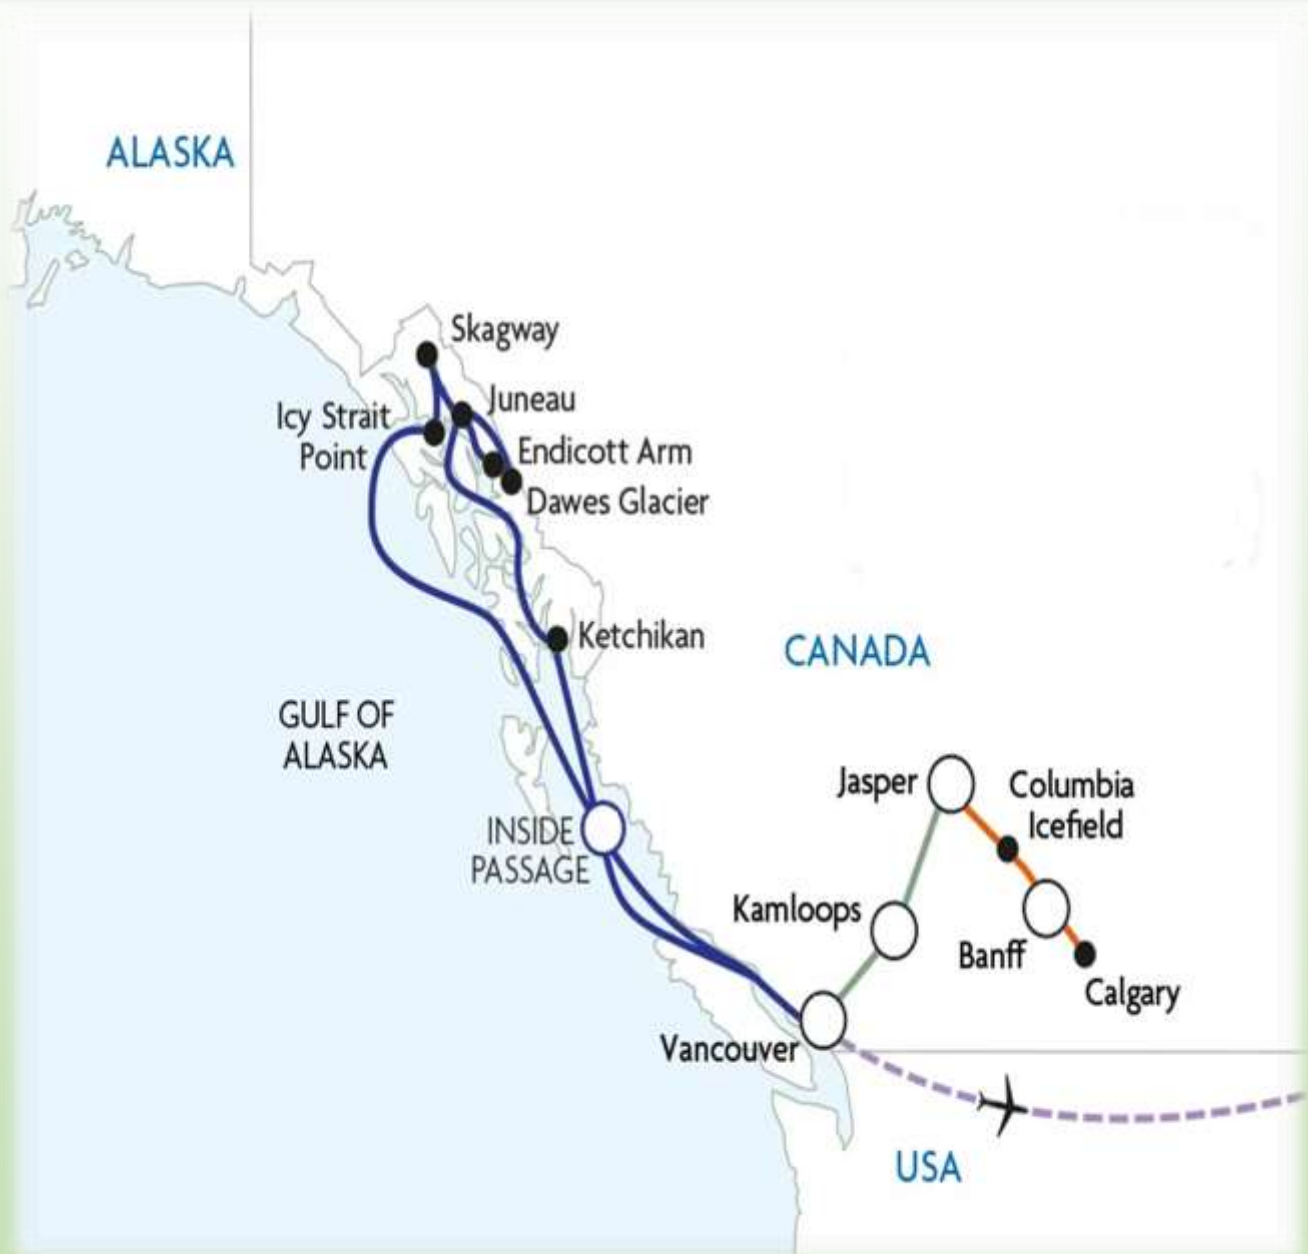 ALASKA
Skagway
Juneau
Icy Strait
Point
Endicott Arm
Dawes Glacier
Ketchikan
CANADA
GULF OF
ALASKA
Jasper
Columbia
Icefield
INSIDE
PASSAGE
Kamloops
Banff
Calgary
Vancouver
USA